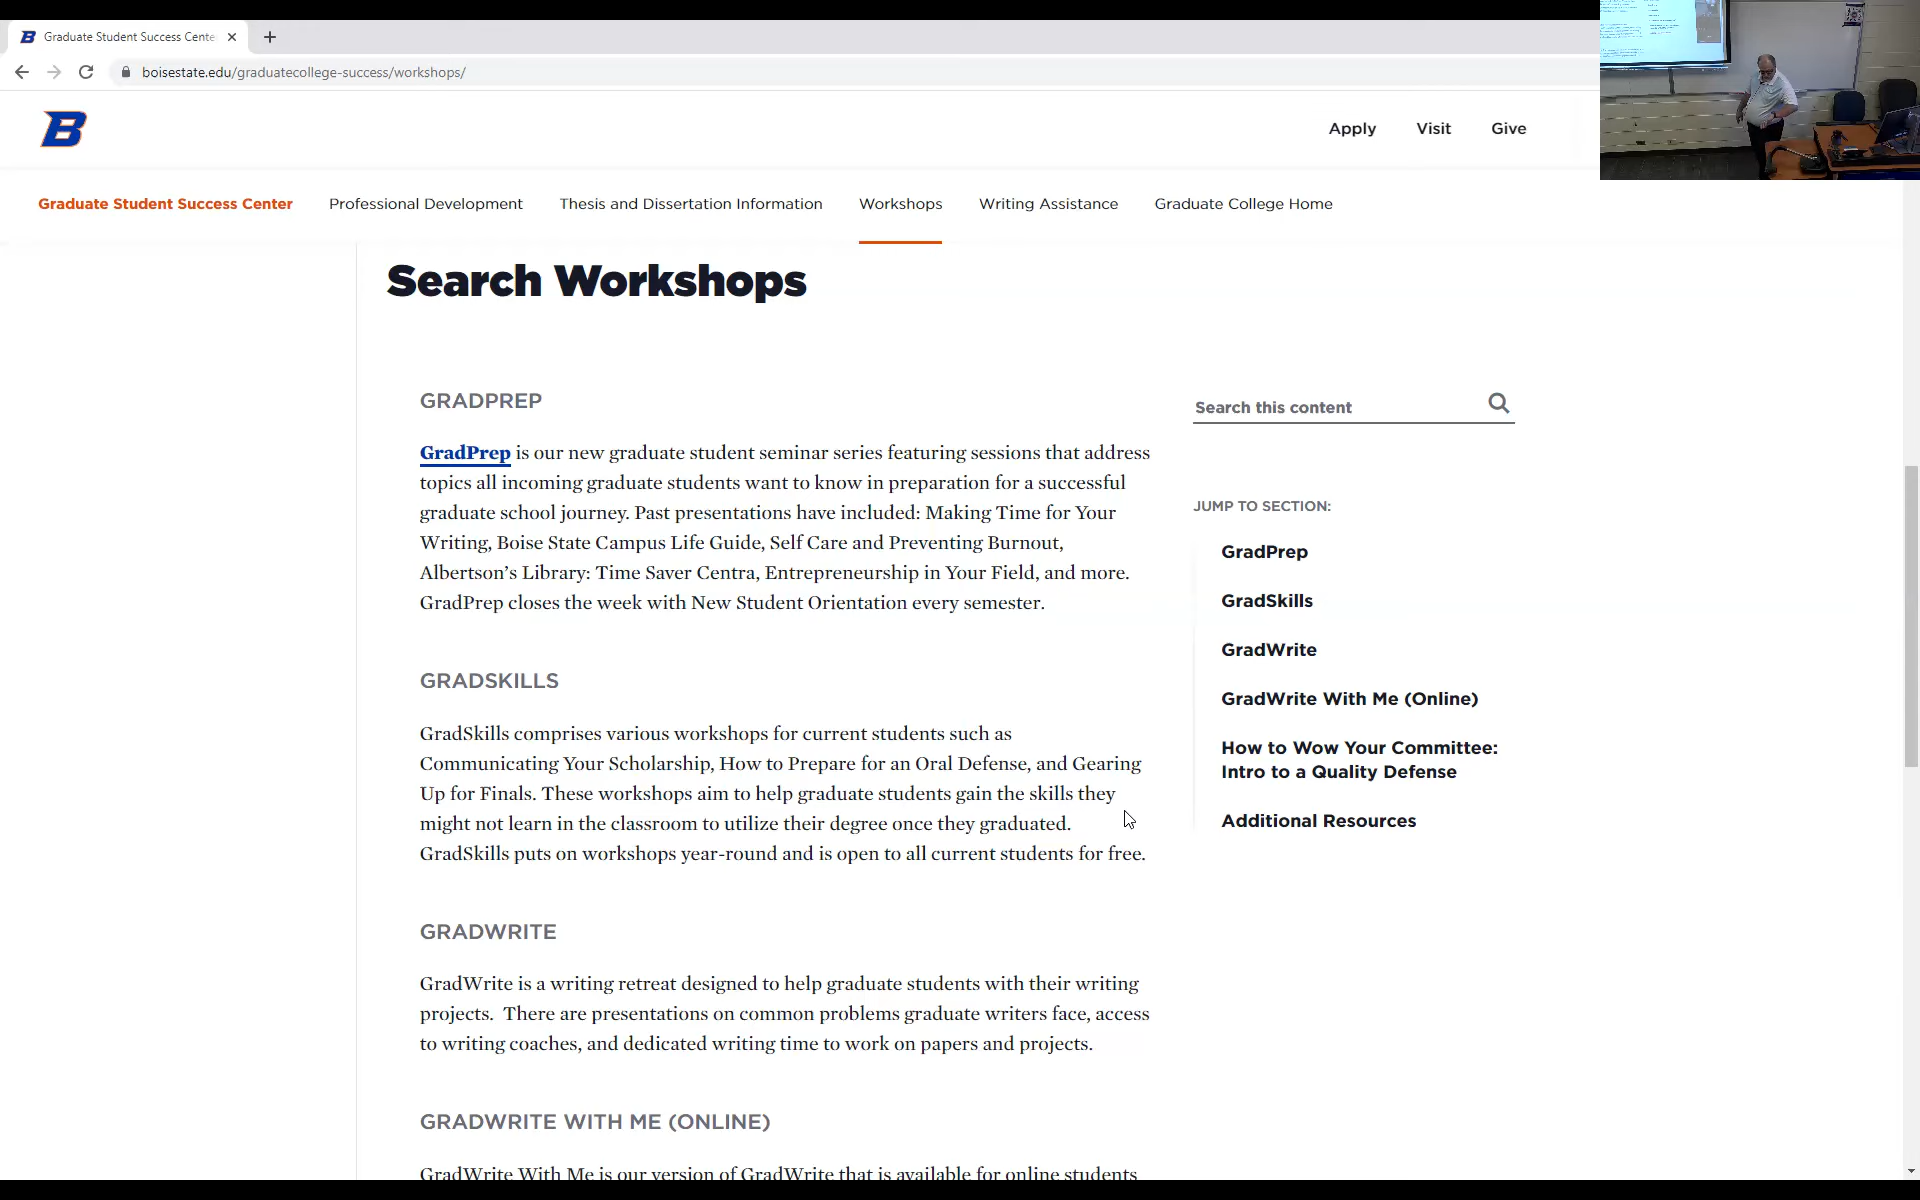 Graduate Student Success Cente
boisestate.edu/graduatecollege-success/workshops/
B
Apply
Visit
Give
Graduate Student Success Center
Professional Development
Thesis and Dissertation Information
Workshops
Writing Assistance
Graduate College Home
Search Workshops
GRADPREP
GradPrep is our new graduate student seminar series featuring sessions that address
topics all incoming graduate students want to know in preparation for a successful
graduate school journey. Past presentations have included: Making Time for Your
Writing, Boise State Campus Life Guide, Self Care and Preventing Burnout,
Albertson’s Library: Time Saver Centra, Entrepreneurship in Your Field, and more.
GradPrep closes the week with New Student Orientation every semester.
GRADSKILLS
GradSkills comprises various workshops for current students such as
Communicating Your Scholarship, How to Prepare for an Oral Defense, and Gearing
Up for Finals. These workshops aim to help graduate students gain the skills they
might not learn in the classroom to utilize their degree once they graduated.
GradSkills puts on workshops year-round and is open to all current students for free.
GRADWRITE
GradWrite is a writing retreat designed to help graduate students with their writing
projects.  There are presentations on common problems graduate writers face, access
to writing coaches, and dedicated writing time to work on papers and projects.
GRADWRITE WITH ME (ONLINE)
GradWrite With Me is our version of GradWrite that is available for online students
Search this content
JUMP TO SECTION:
GradPrep
GradSkills
GradWrite
GradWrite With Me (Online)
How to Wow Your Committee:
Intro to a Quality Defense
Additional Resources